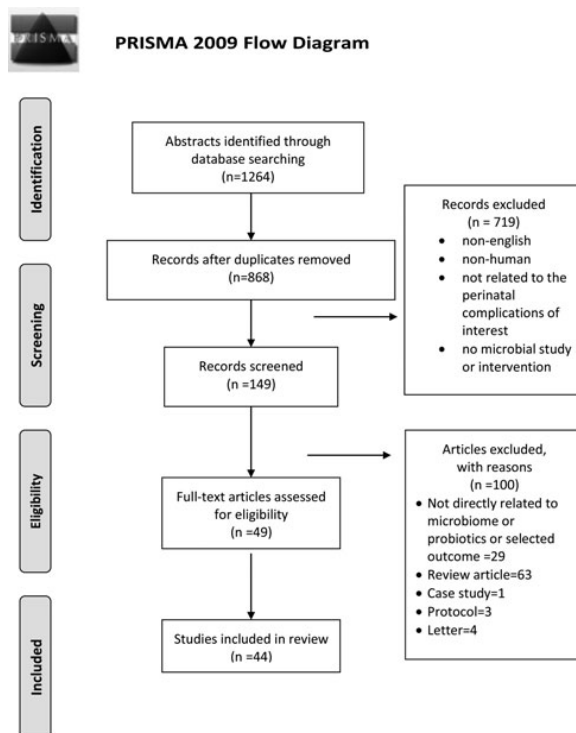 PRISMA
PRISMA 2009 Flow Diagram
Identification
Abstracts identified through
database searching
(n=1264)
Records after duplicates removed
(n=868)
Records excluded
(n = 719)
• non-english
• non-human
• not related to the
perinatal
complications of
interest
• no microbial study
or intervention
Screening
Records screened
(n =149)
Eligibility
Full-text articles assessed
for eligibility
(n =49)
Articles excluded,
with reasons
(n =100)
• Not directly related to
microbiome or
probiotics or selected
outcome =29
• Review article=63
• Case study=1
• Protocol=3
• Letter=4
Included
Studies included in review
(n =44)